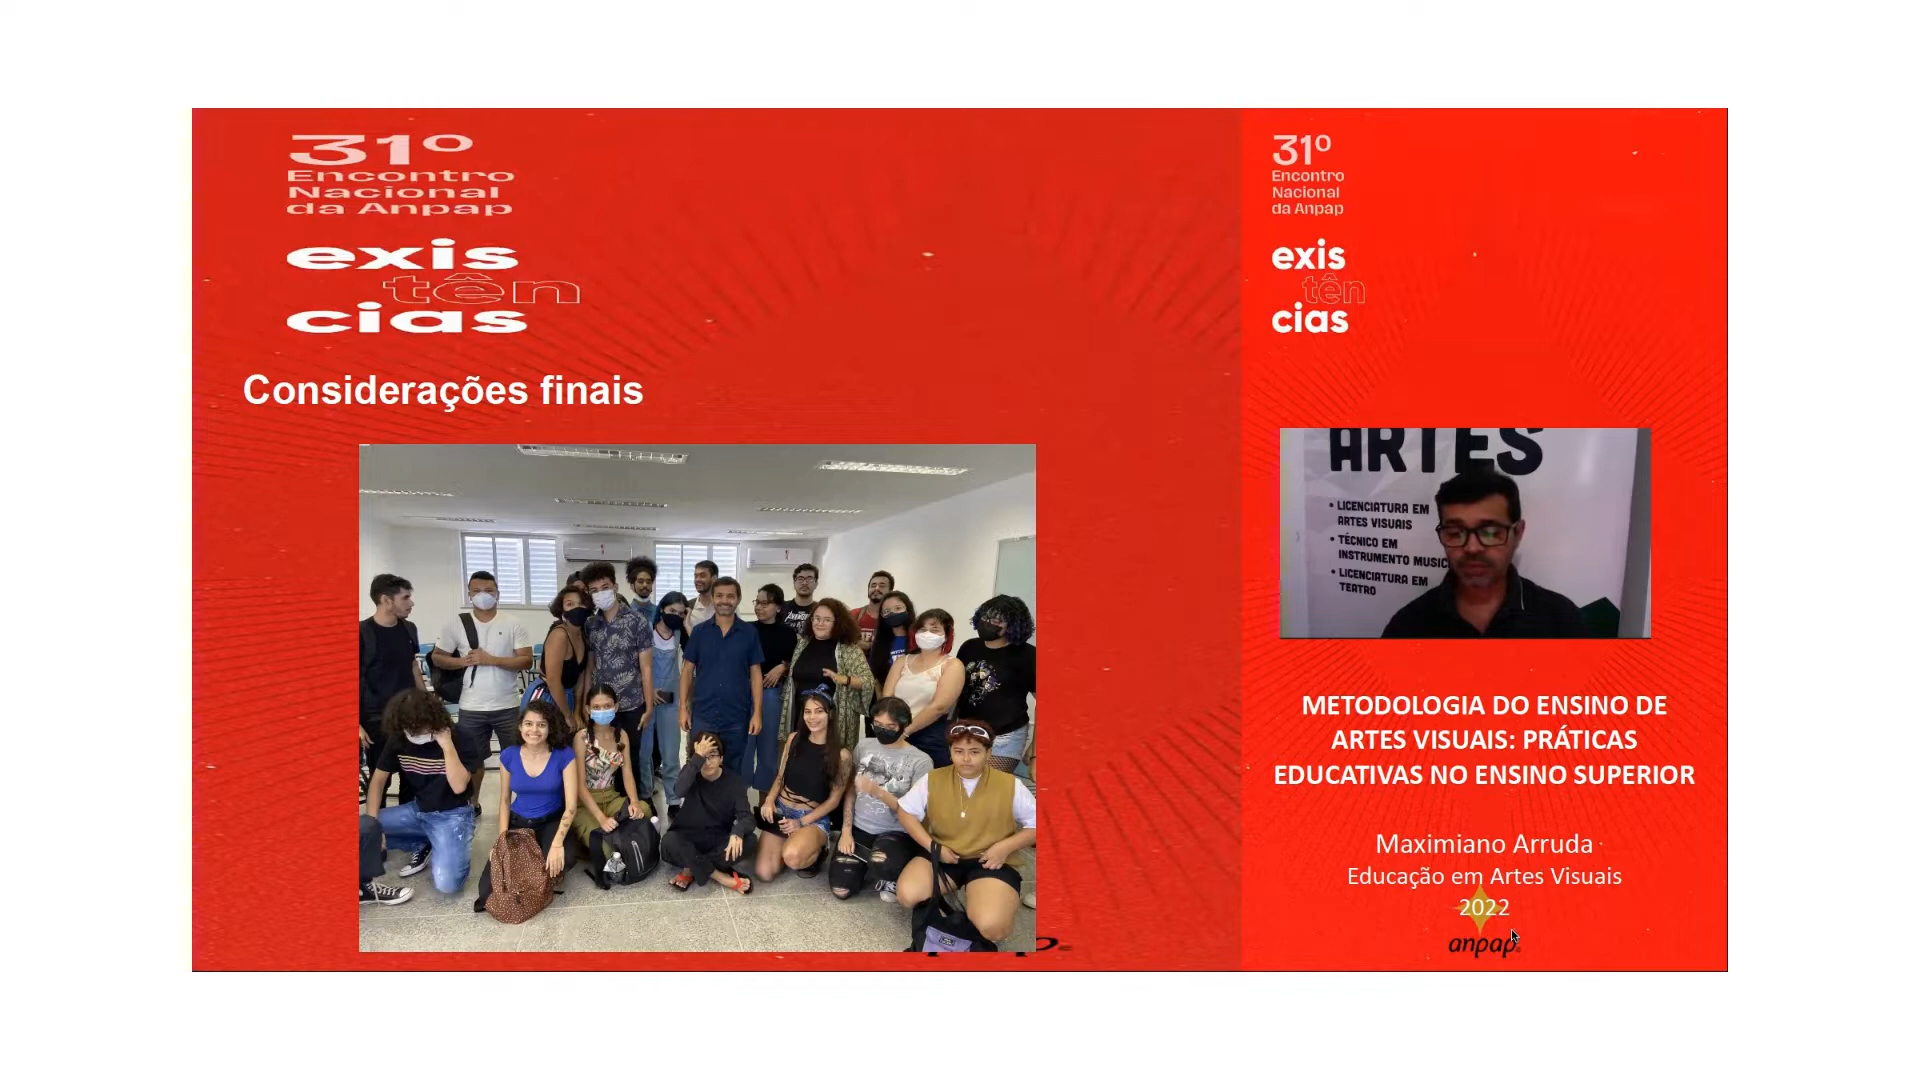 31º
Encontro
Nacional
da Anpap
exis
tên
cias
Considerações finais
31º
Encontro
Nacional
da Anpap
exis
tên
cias
ARTES
• LICENCIATURA EM
ARTES VISUAIS
• TÉCNICO EM
INSTRUMENTO MUSIC
• LICENCIATURA EM
TEATRO
METODOLOGIA DO ENSINO DE
ARTES VISUAIS: PRÁTICAS
EDUCATIVAS NO ENSINO SUPERIOR
Maximiano Arruda
Educação em Artes Visuais
2022
anpap